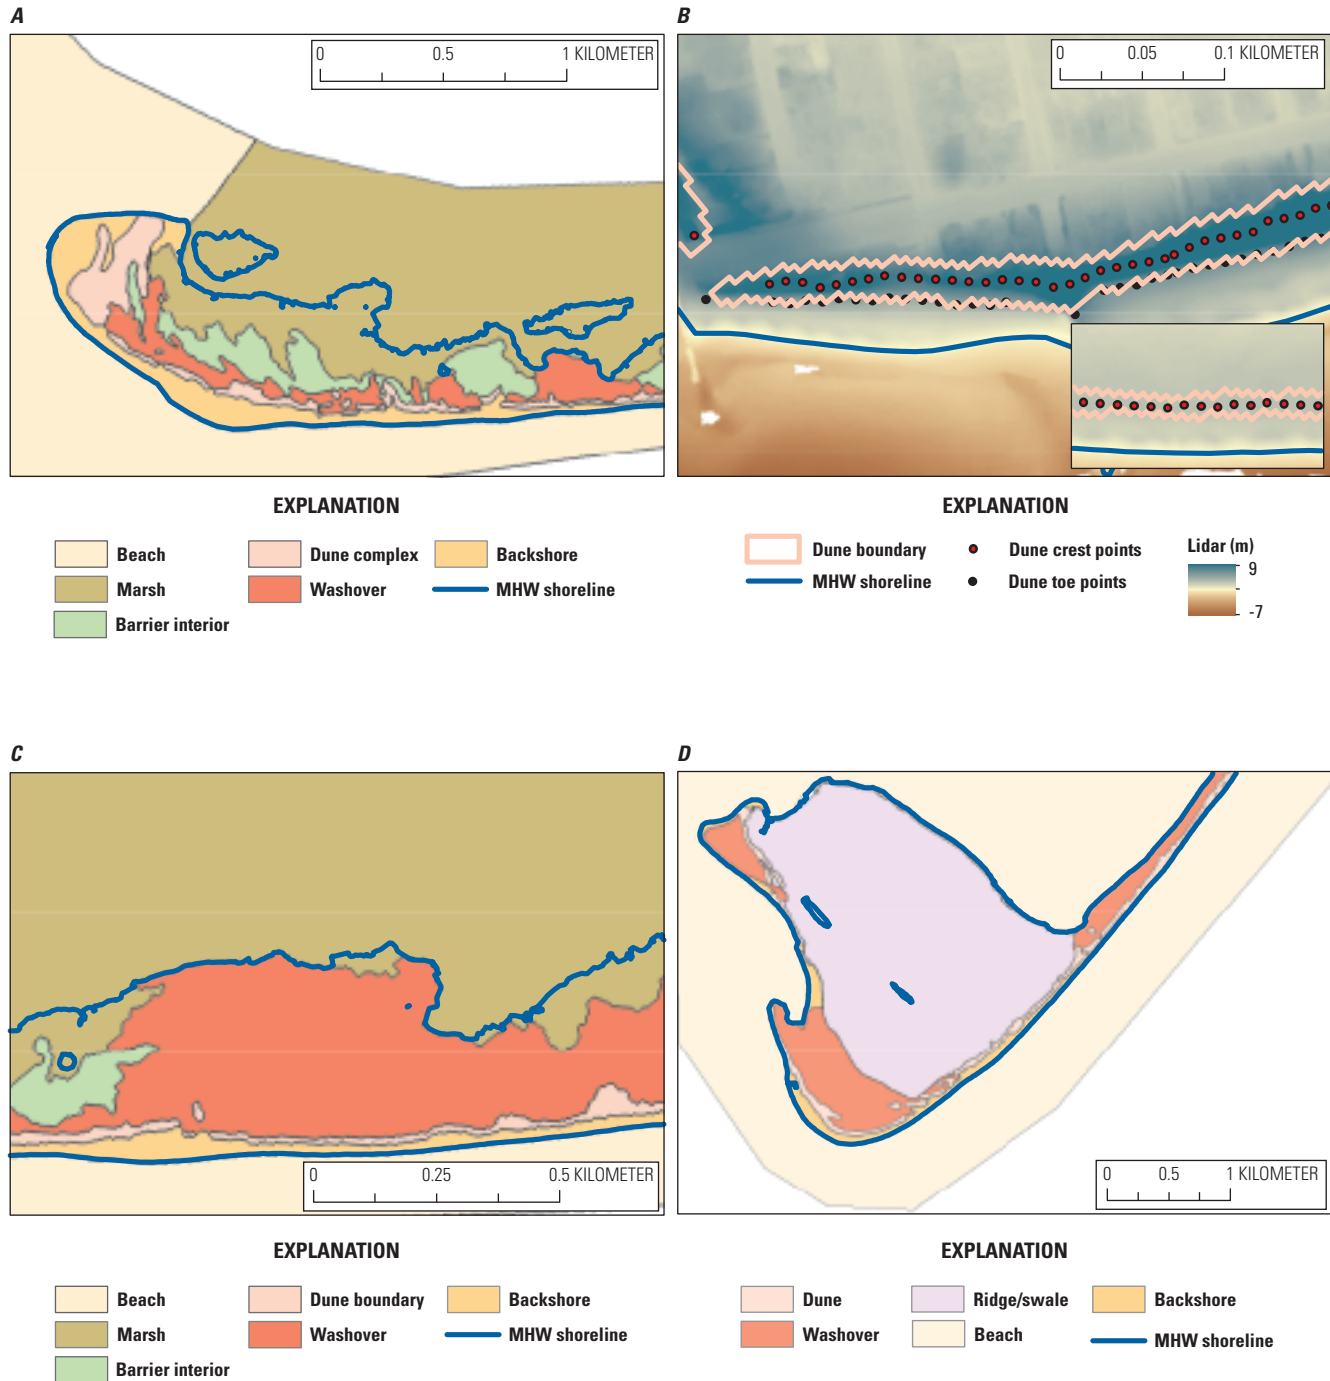 A
0 0.5 1 KILOMETER
EXPLANATION
Beach
Dune complex
Backshore
Marsh
Washover
MHW shoreline
Barrier interior
B
0 0.05 0.1 KILOMETER
EXPLANATION
Dune boundary
Dune crest points
MHW shoreline
Dune toe points
Lidar (m)
9
-7
C
0 0.25 0.5 KILOMETER
EXPLANATION
Beach
Dune boundary
Backshore
Marsh
Washover
MHW shoreline
Barrier interior
D
0 0.5 1 KILOMETER
EXPLANATION
Dune
Ridge/swale
Backshore
Washover
Beach
MHW shoreline